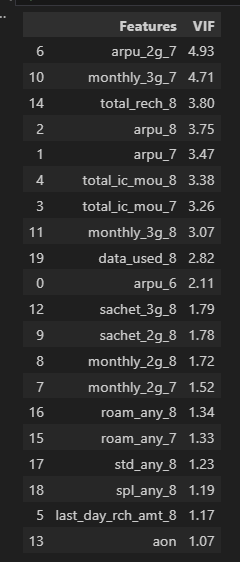 Features VIF
6 arpu_2g_7 4.93
10 monthly_3g_7 4.71
14 total_rech_8 3.80
2 arpu_8 3.75
1 arpu_7 3.47
4 total_ic_mou_8 3.38
3 total_ic_mou_7 3.26
11 monthly_3g_8 3.07
19 data_used_8 2.82
0 arpu_6 2.11
12 sachet_3g_8 1.79
9 sachet_2g_8 1.78
8 monthly_2g_8 1.72
7 monthly_2g_7 1.52
16 roam_any_8 1.34
15 roam_any_7 1.33
17 std_any_8 1.23
18 spl_any_8 1.19
5 last_day_rch_amt_8 1.17
13 aon 1.07